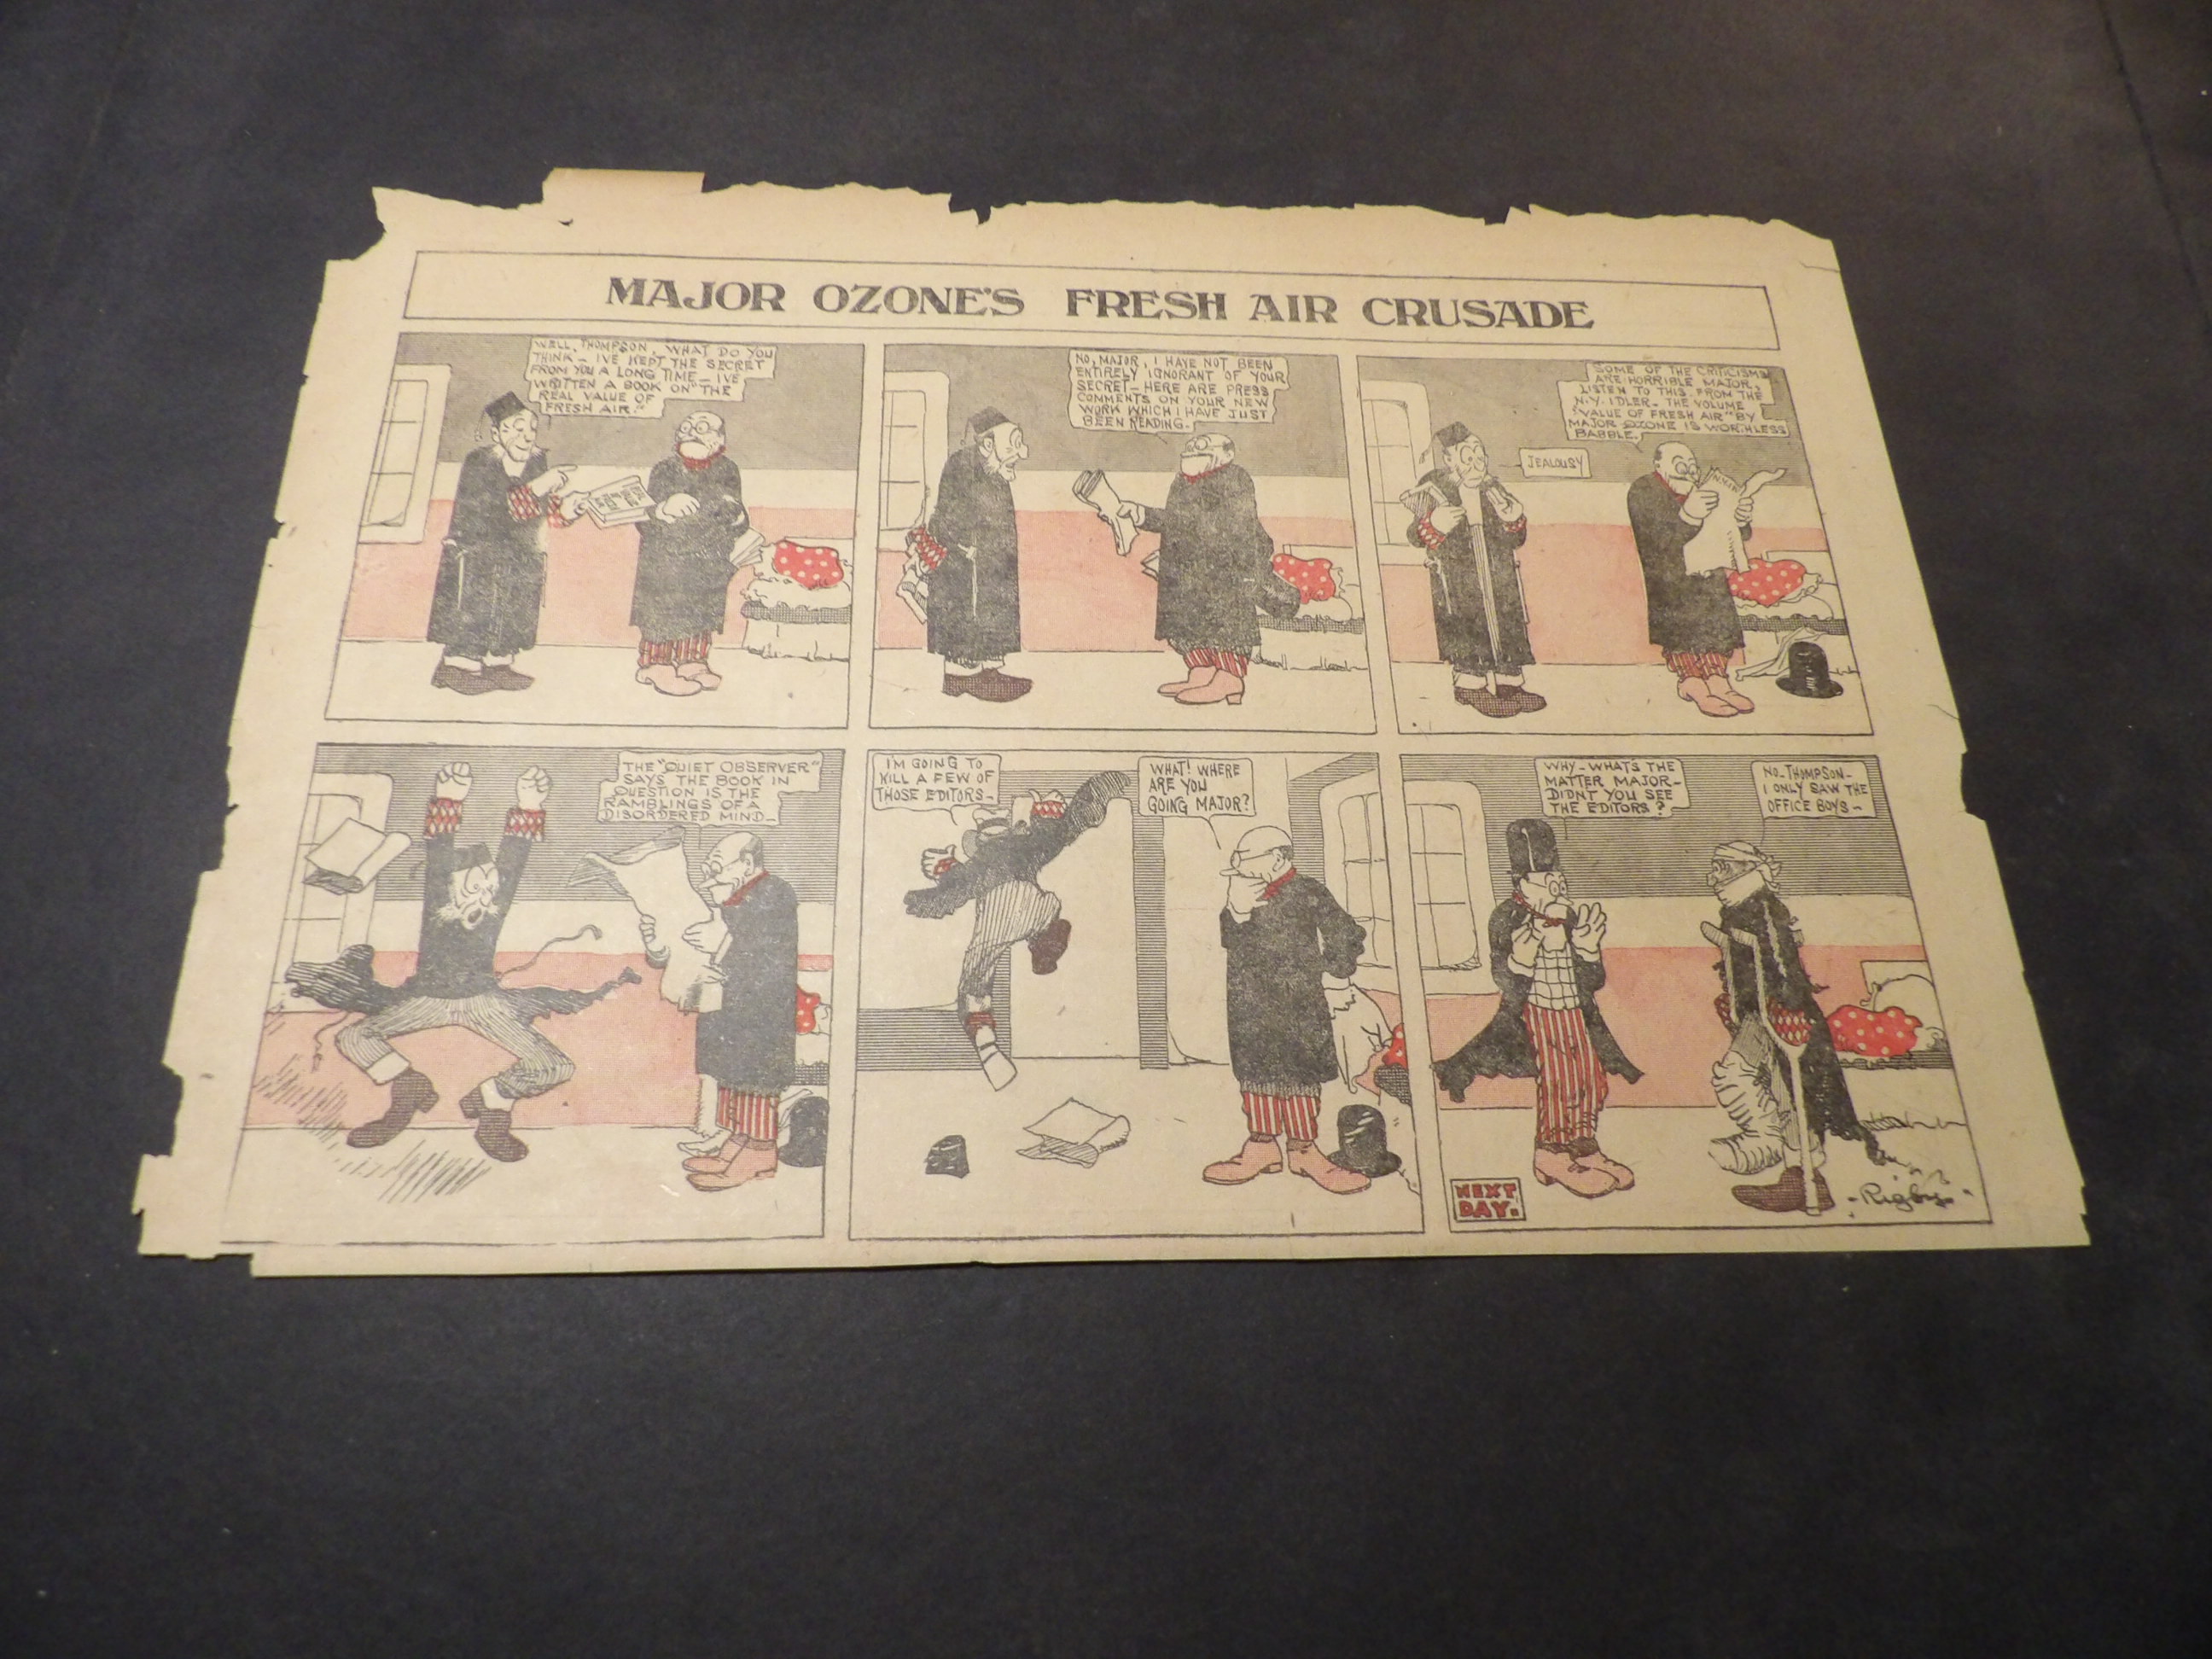 MAJOR OZONE'S FRESH AIR CRUSADE
WELL, THOMPSON, WHAT DO YOU
THINK - I'VE KEPT THE SECRET
FROM YOU A LONG TIME - I'VE
WRITTEN A BOOK ON "THE
REAL VALUE OF
FRESH AIR."
NO, MAJOR, I HAVE NOT BEEN
ENTIRELY IGNORANT OF YOUR
SECRET - HERE ARE PRESS
COMMENTS ON YOUR NEW
WORK WHICH I HAVE JUST
BEEN READING.
JEALOUSY
SOME OF THE CRITICISMS
ARE HORRIBLE MAJOR,
LISTEN TO THIS FROM THE
N.Y. IDLER - THE VOLUME
"VALUE OF FRESH AIR" BY
MAJOR OZONE IS WORTHLESS
BABBLE.
THE "QUIET OBSERVER"
SAYS THE BOOK IN
QUESTION IS THE
RAMBLINGS OF A
DISORDERED MIND -
I'M GOING TO
KILL A FEW OF
THOSE EDITORS -
WHAT! WHERE
ARE YOU
GOING MAJOR?
WHY - WHAT'S THE
MATTER MAJOR -
DIDNT YOU SEE
THE EDITORS?
NO - THOMPSON -
I ONLY SAW THE
OFFICE BOYS -
NEXT
DAY.
- Rigby -